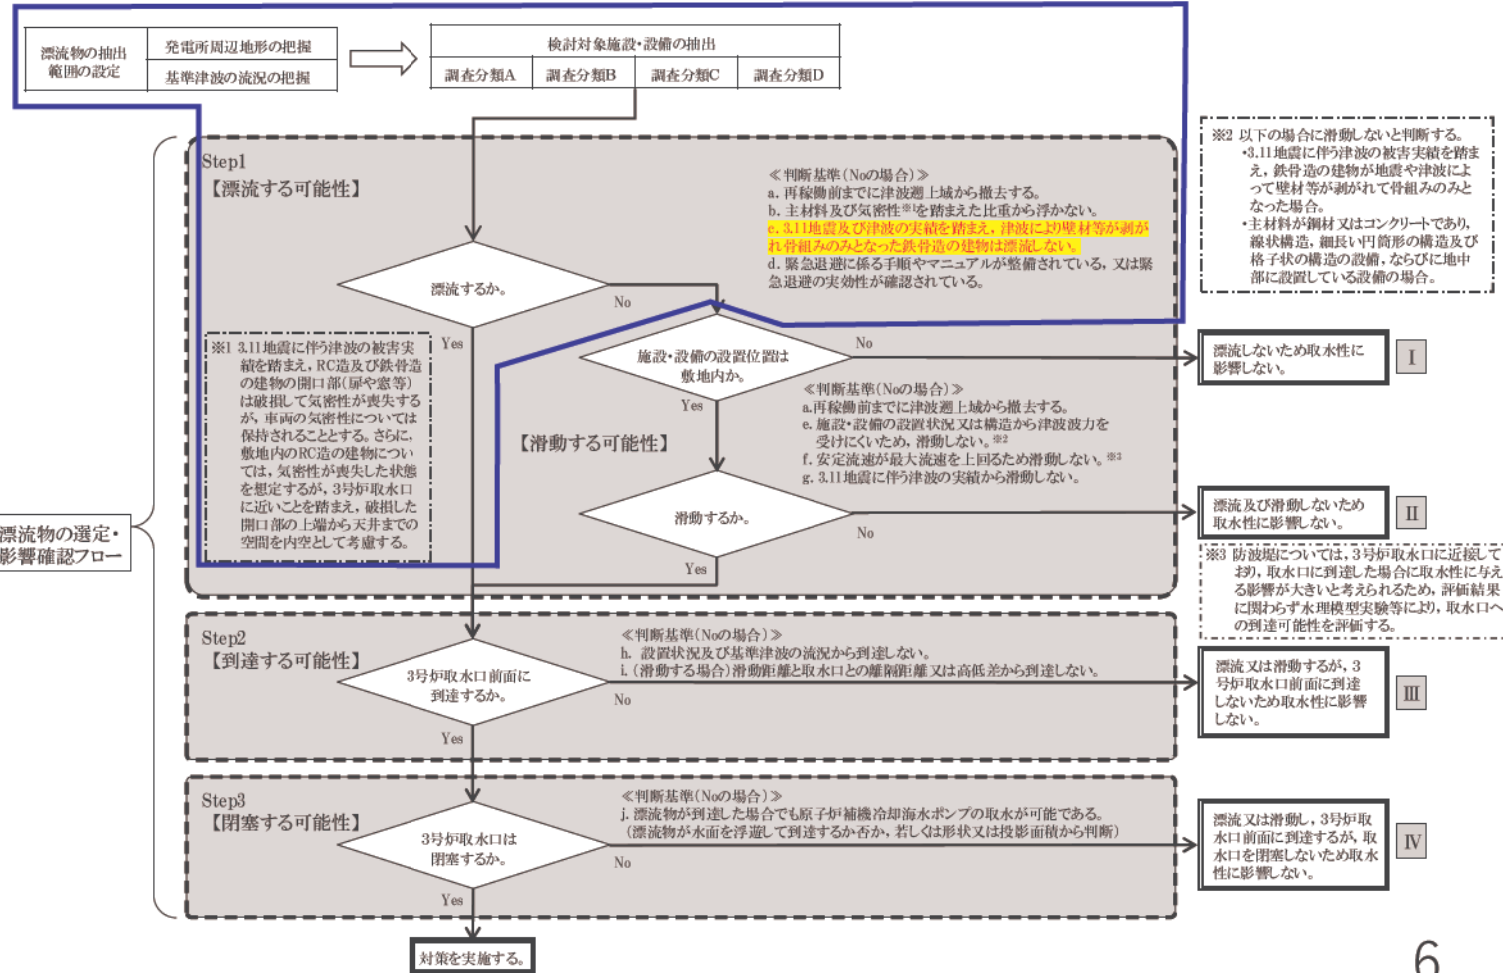 漂流物の抽出
範囲の設定
発電所周辺地形の把握
基準津波の流況の把握
検討対象施設・設備の抽出
調査分類A
調査分類B
調査分類C
調査分類D
漂流物の選定・
影響確認フロー
Step1
【漂流する可能性】
≪判断基準(Noの場合)≫
a. 再稼働前までに津波遡上域から撤去する。
b. 主材料及び気密性※1を踏まえた比重から浮かない。
c. 3.11地震及び津波の実績を踏まえ，津波により壁材等が剥が
れ骨組みのみとなった鉄骨造の建物は漂流しない。
d. 緊急退避に係る手順やマニュアルが整備されている，又は緊
急退避の実効性が確認されている。
※2 以下の場合に滑動しないと判断する。
・3.11地震に伴う津波の被害実績を踏ま
え，鉄骨造の建物が地震や津波によ
って壁材等が剥がれて骨組みのみと
なった場合。
・主材料が鋼材又はコンクリートであり，
線状構造，細長い円筒形の構造及び
格子状の構造の設備，ならびに地中
部に設置している設備の場合。
漂流するか。
No
Yes
※1 3.11地震に伴う津波の被害実
績を踏まえ，RC造及び鉄骨造
の建物の開口部(扉や窓等)
は破損して気密性が喪失する
が，車両の気密性については
保持されることとする。さらに，
敷地内のRC造の建物につい
ては，気密性が喪失した状態
を想定するが，3号炉取水口
に近いことを踏まえ，破損した
開口部の上端から天井までの
空間を内空として考慮する。
施設・設備の設置位置は
敷地内か。
No
Yes
漂流しないため取水性に
影響しない。
Ⅰ
【滑動する可能性】
≪判断基準(Noの場合)≫
a.再稼働前までに津波遡上域から撤去する。
e. 施設・設備の設置状況又は構造から津波波力を
受けにくいため，滑動しない。※2
f. 安定流速が最大流速を上回るため滑動しない。※3
g. 3.11地震に伴う津波の実績から滑動しない。
滑動するか。
No
Yes
漂流及び滑動しないため
取水性に影響しない。
Ⅱ
※3 防波堤については，3号炉取水口に近接して
おり，取水口に到達した場合に取水性に与え
る影響が大きいと考えられるため，評価結果
に関わらず水理模型実験等により，取水口へ
の到達可能性を評価する。
Step2
【到達する可能性】
≪判断基準(Noの場合)≫
h. 設置状況及び基準津波の流況から到達しない。
i. (滑動する場合)滑動距離と取水口との離隔距離又は高低差から到達しない。
3号炉取水口前面に
到達するか。
No
Yes
漂流又は滑動するが，3
号炉取水口前面に到達
しないため取水性に影響
しない。
Ⅲ
Step3
【閉塞する可能性】
≪判断基準(Noの場合)≫
j. 漂流物が到達した場合でも原子炉補機冷却海水ポンプの取水が可能である。
(漂流物が水面を浮遊して到達するか否か，若しくは形状又は投影面積から判断)
3号炉取水口は
閉塞するか。
No
Yes
漂流又は滑動し，3号炉取
水口前面に到達するが，取
水口を閉塞しないため取水
性に影響しない。
Ⅳ
対策を実施する。
6